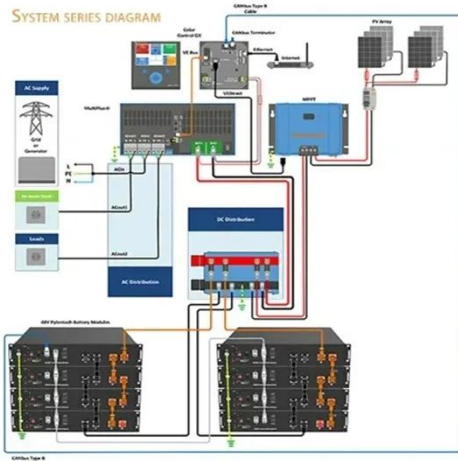 SYSTEM SERIES DIAGRAM
CANbus Type B
Cable
Color
Control GX
CANbus Terminator
PV Array
VE Bus
Ethernet
Internet
AC Supply
VE.Direct
MultiPlus-II
MPPT
Grid
or
Generator
L
PE
N
ACin
ACout1
DC Distribution
Loads
ACout2
AC Distribution
48V Pylontech Battery Modules
CANbus Type B